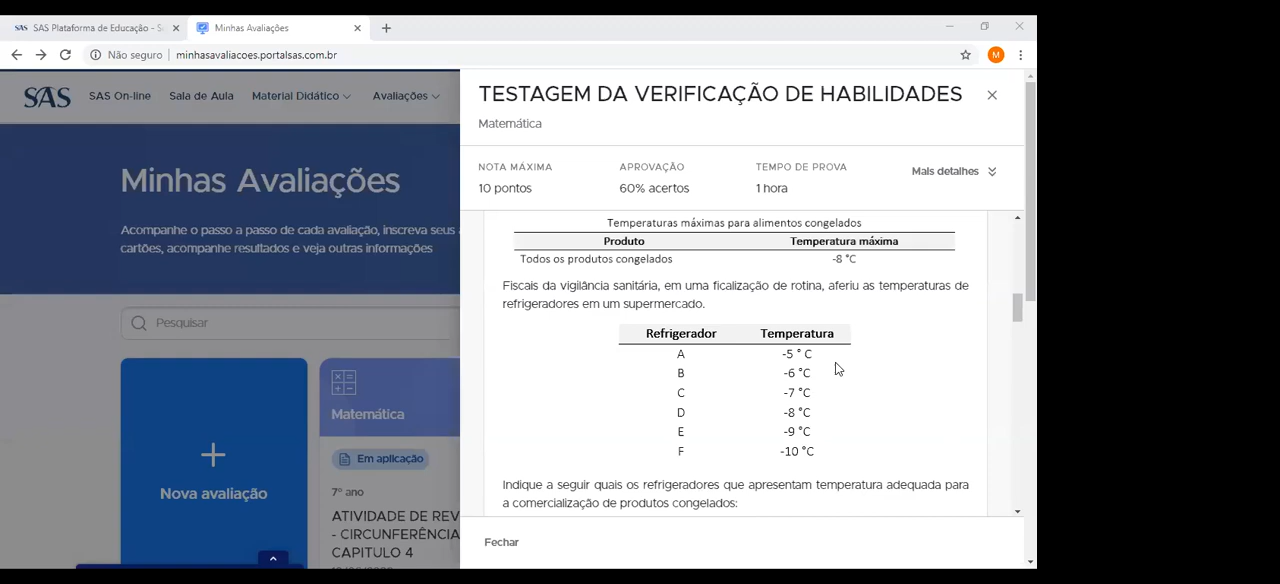 SAS SAS Plataforma de Educação - S
Minhas Avaliações
Não seguro
minhasavaliacoes.portalsas.com.br
M
SAS
SAS On-line
Sala de Aula
Material Didático
Avaliações
Minhas Avaliações
Acompanhe o passo a passo de cada avaliação, inscreva seus a
cartões, acompanhe resultados e veja outras informações
Pesquisar
Nova avaliação
Matemática
Em aplicação
7º ano
ATIVIDADE DE REV
- CIRCUNFERÊNCIA
CAPITULO 4
TESTAGEM DA VERIFICAÇÃO DE HABILIDADES
Matemática
NOTA MÁXIMA APROVAÇÃO TEMPO DE PROVA
10 pontos 60% acertos 1 hora
Mais detalhes
Temperaturas máximas para alimentos congelados
Produto Temperatura máxima
Todos os produtos congelados -8 °C
Fiscais da vigilância sanitária, em uma ficalização de rotina, aferiu as temperaturas de
refrigeradores em um supermercado.
Refrigerador Temperatura
A -5 ° C
B -6 °C
C -7 °C
D -8 °C
E -9 °C
F -10 °C
Indique a seguir quais os refrigeradores que apresentam temperatura adequada para
a comercialização de produtos congelados:
Fechar